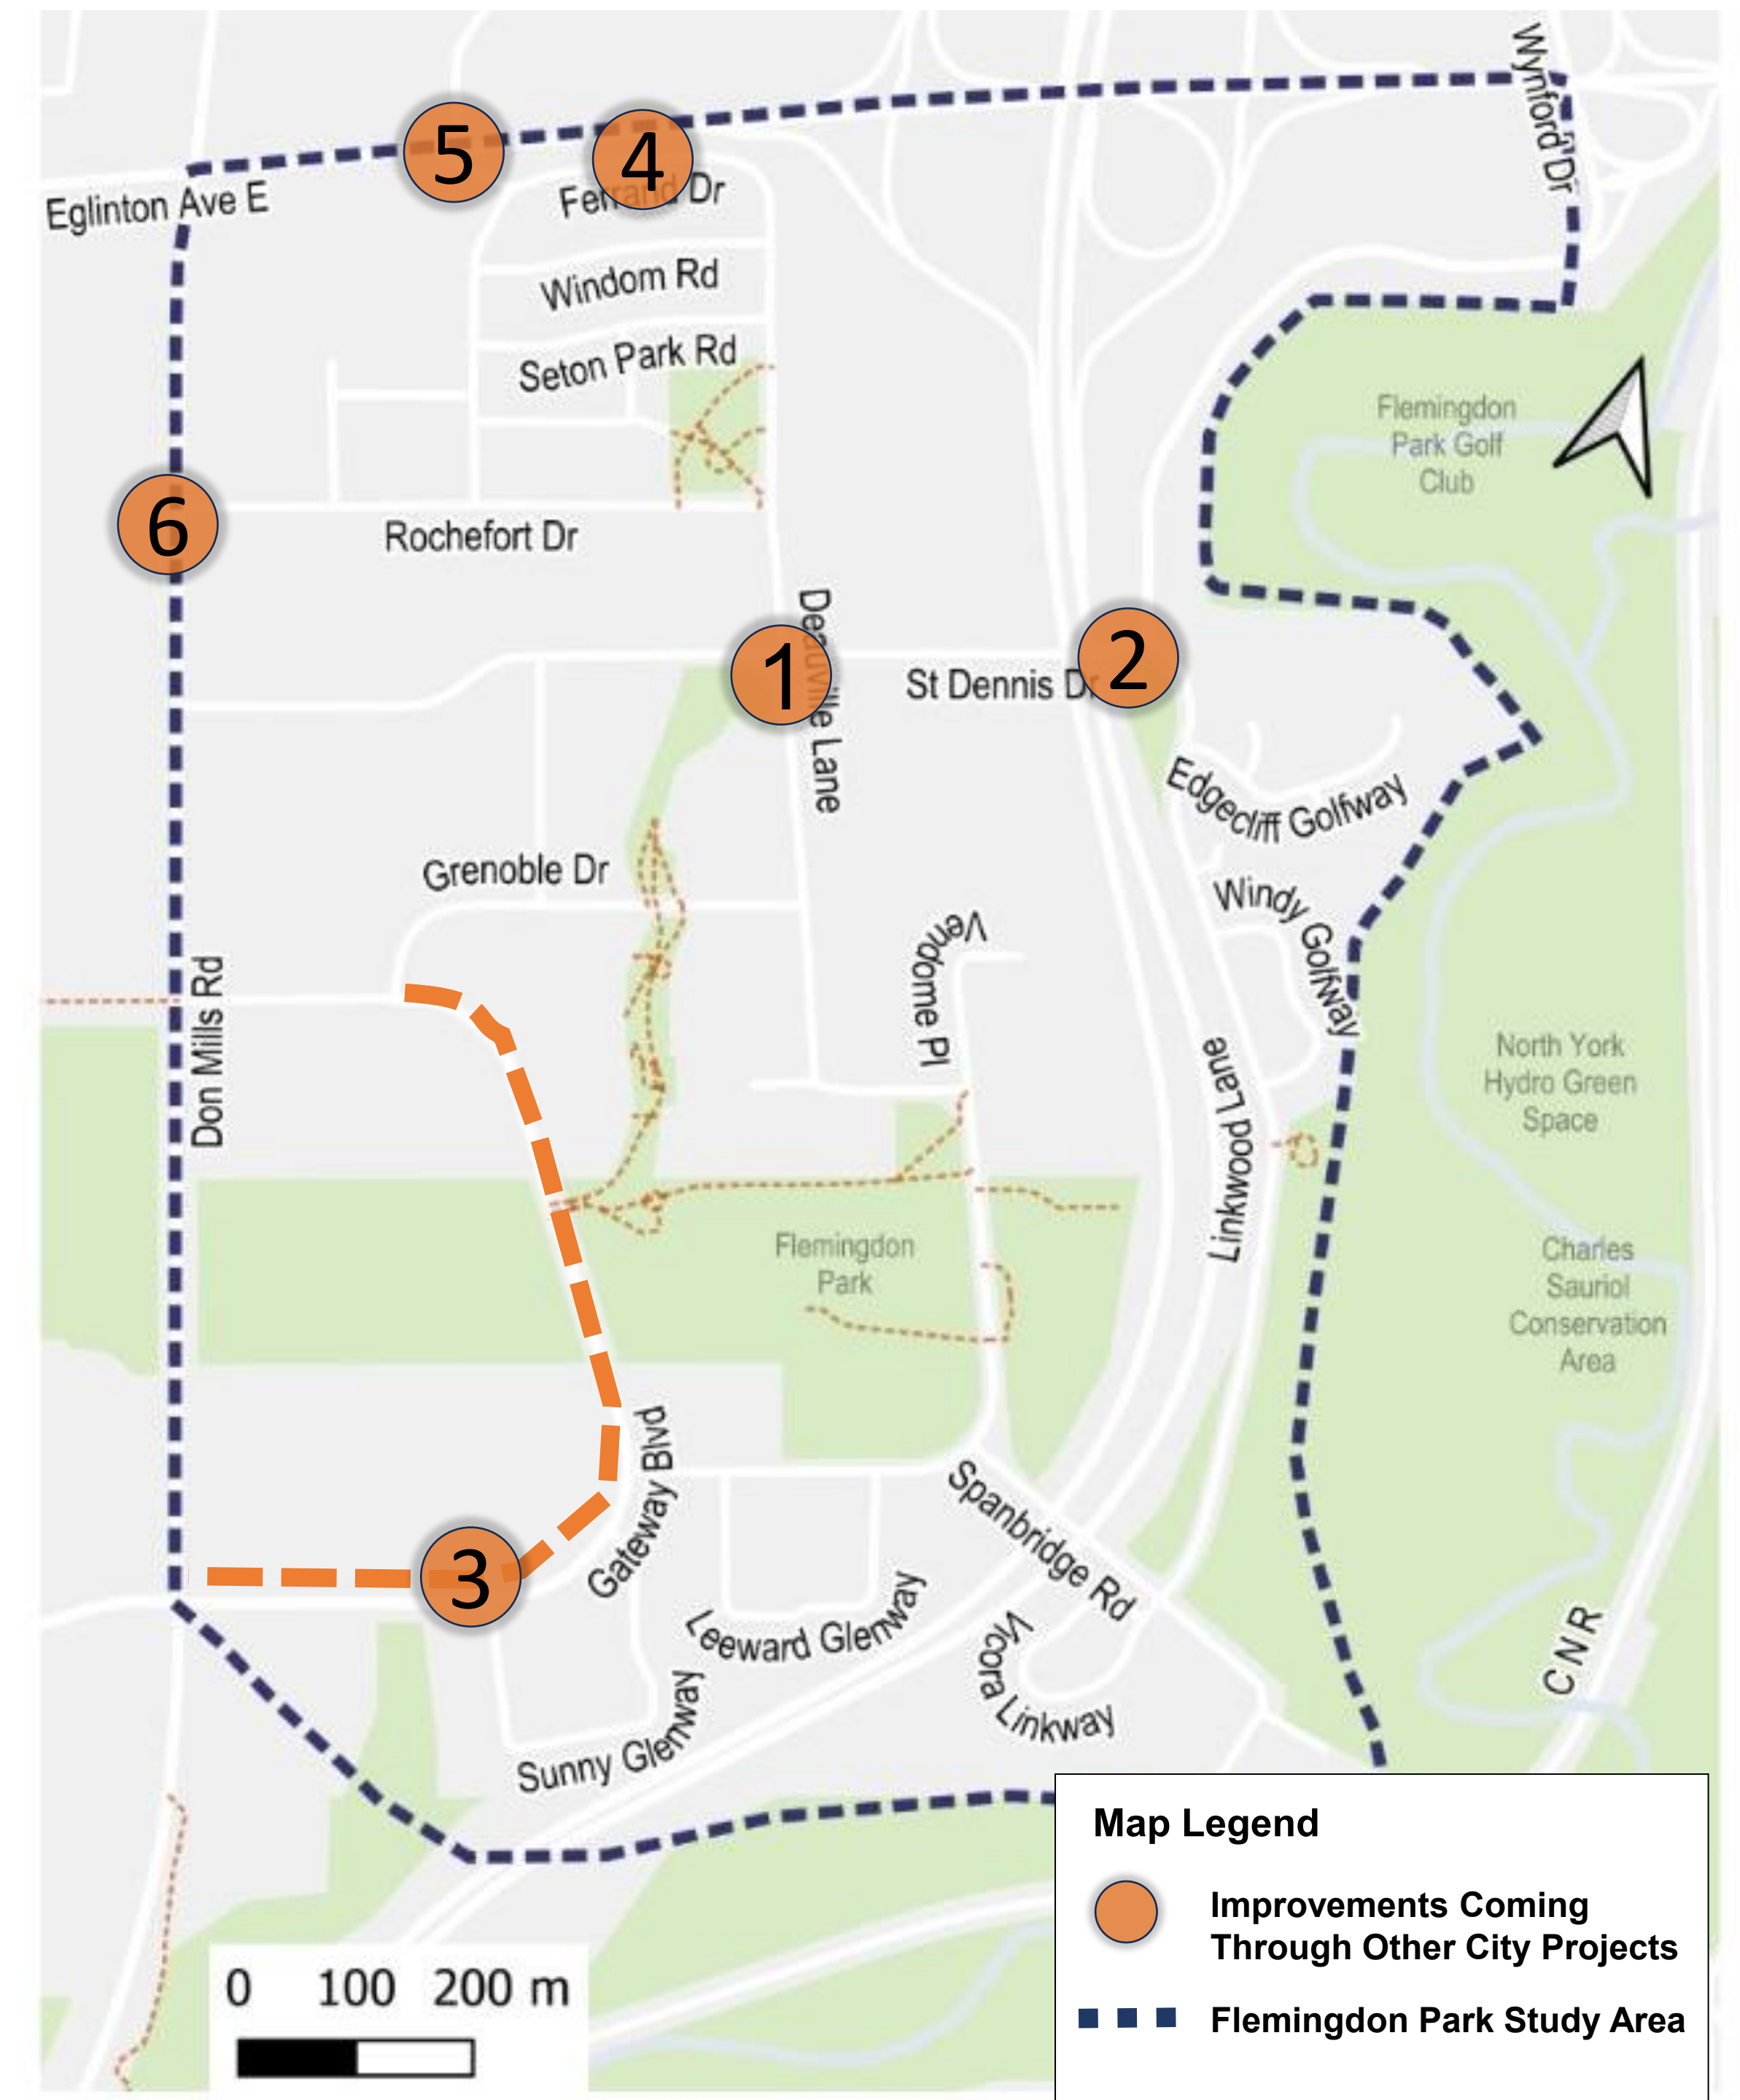 Wynford Dr
5
4
Eglinton Ave E
Ferrand Dr
Windom Rd
Seton Park Rd
Flemingdon
Park Golf
Club
6
Rochefort Dr
Deauville Lane
1
2
St Dennis Dr
Edgecliff Golfway
Grenoble Dr
Windy Golfway
Vendome Pl
Don Mills Rd
North York
Hydro Green
Space
Linkwood Lane
Flemingdon
Park
Charles
Sauriol
Conservation
Area
Gateway Blvd
Spanbridge Rd
3
Leeward Glenway
Vicora Linkway
CNR
Sunny Glenway
Map Legend
Improvements Coming
Through Other City Projects
Flemingdon Park Study Area
0 100 200 m